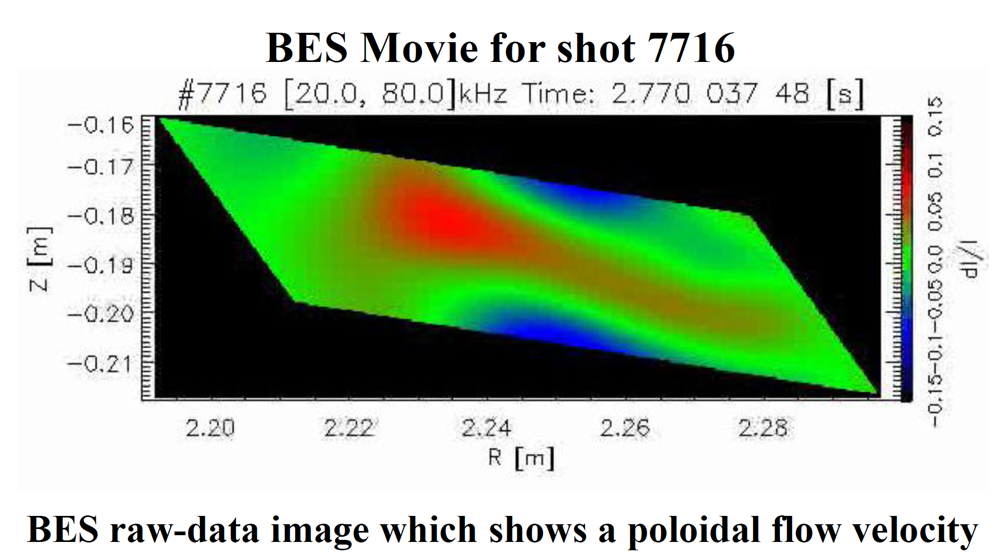 BES Movie for shot 7716
#7716 [20.0, 80.0]kHz Time: 2.770 037 48 [s]
-0.16
-0.17
-0.18
-0.19
-0.20
-0.21
Z [m]
2.20 2.22 2.24 2.26 2.28
R [m]
-0.15 -0.1 -0.05 0.0 0.05 0.1 0.15
dI/I
BES raw-data image which shows a poloidal flow velocity